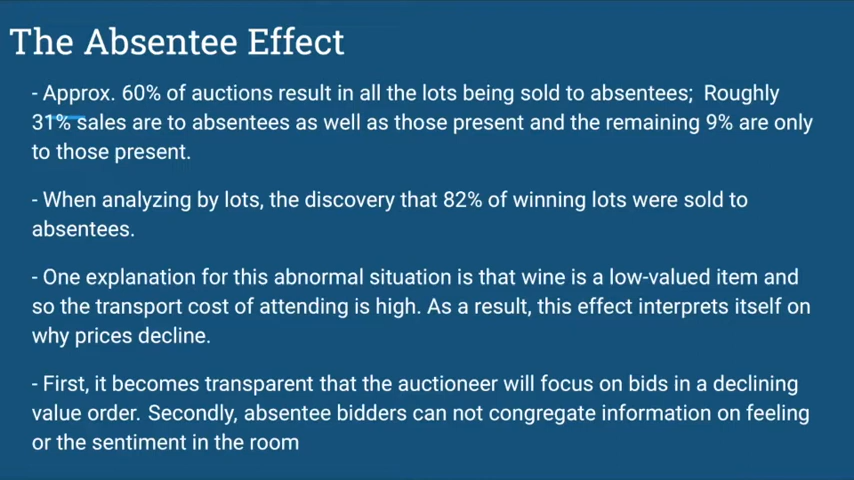 The Absentee Effect
- Approx. 60% of auctions result in all the lots being sold to absentees;  Roughly
31% sales are to absentees as well as those present and the remaining 9% are only
to those present.
- When analyzing by lots, the discovery that 82% of winning lots were sold to
absentees.
- One explanation for this abnormal situation is that wine is a low-valued item and
so the transport cost of attending is high. As a result, this effect interprets itself on
why prices decline.
- First, it becomes transparent that the auctioneer will focus on bids in a declining
value order. Secondly, absentee bidders can not congregate information on feeling
or the sentiment in the room